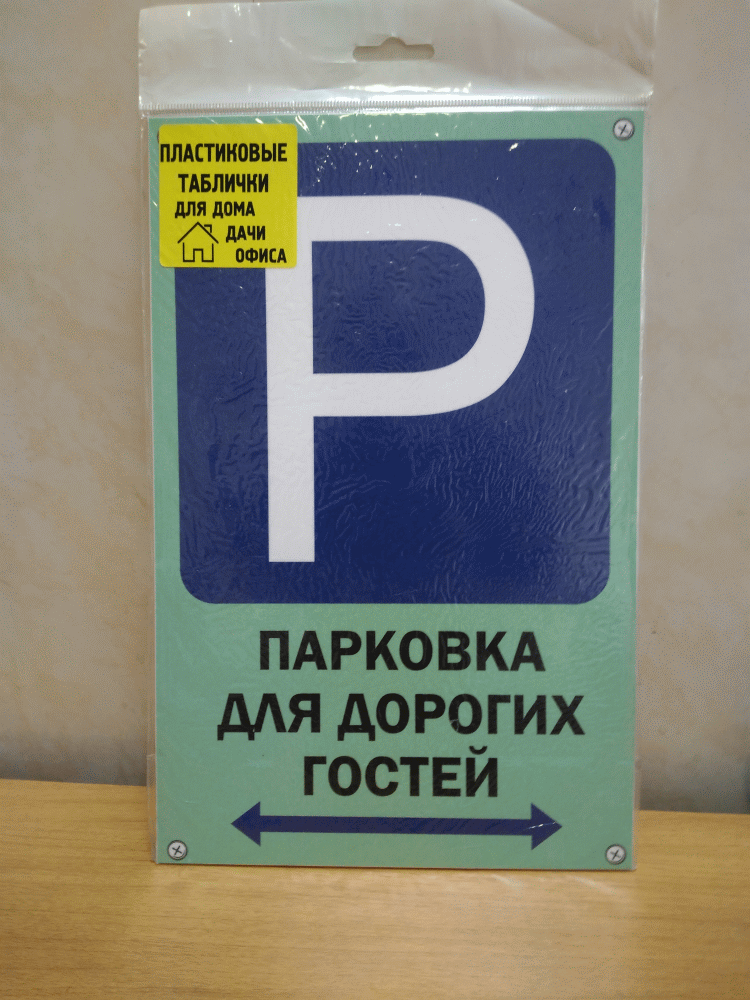 ПЛАСТИКОВЫЕ
ТАБЛИЧКИ
ДЛЯ ДОМА
ДАЧИ
ОФИСА
P
ПАРКОВКА
ДЛЯ ДОРОГИХ
ГОСТЕЙ